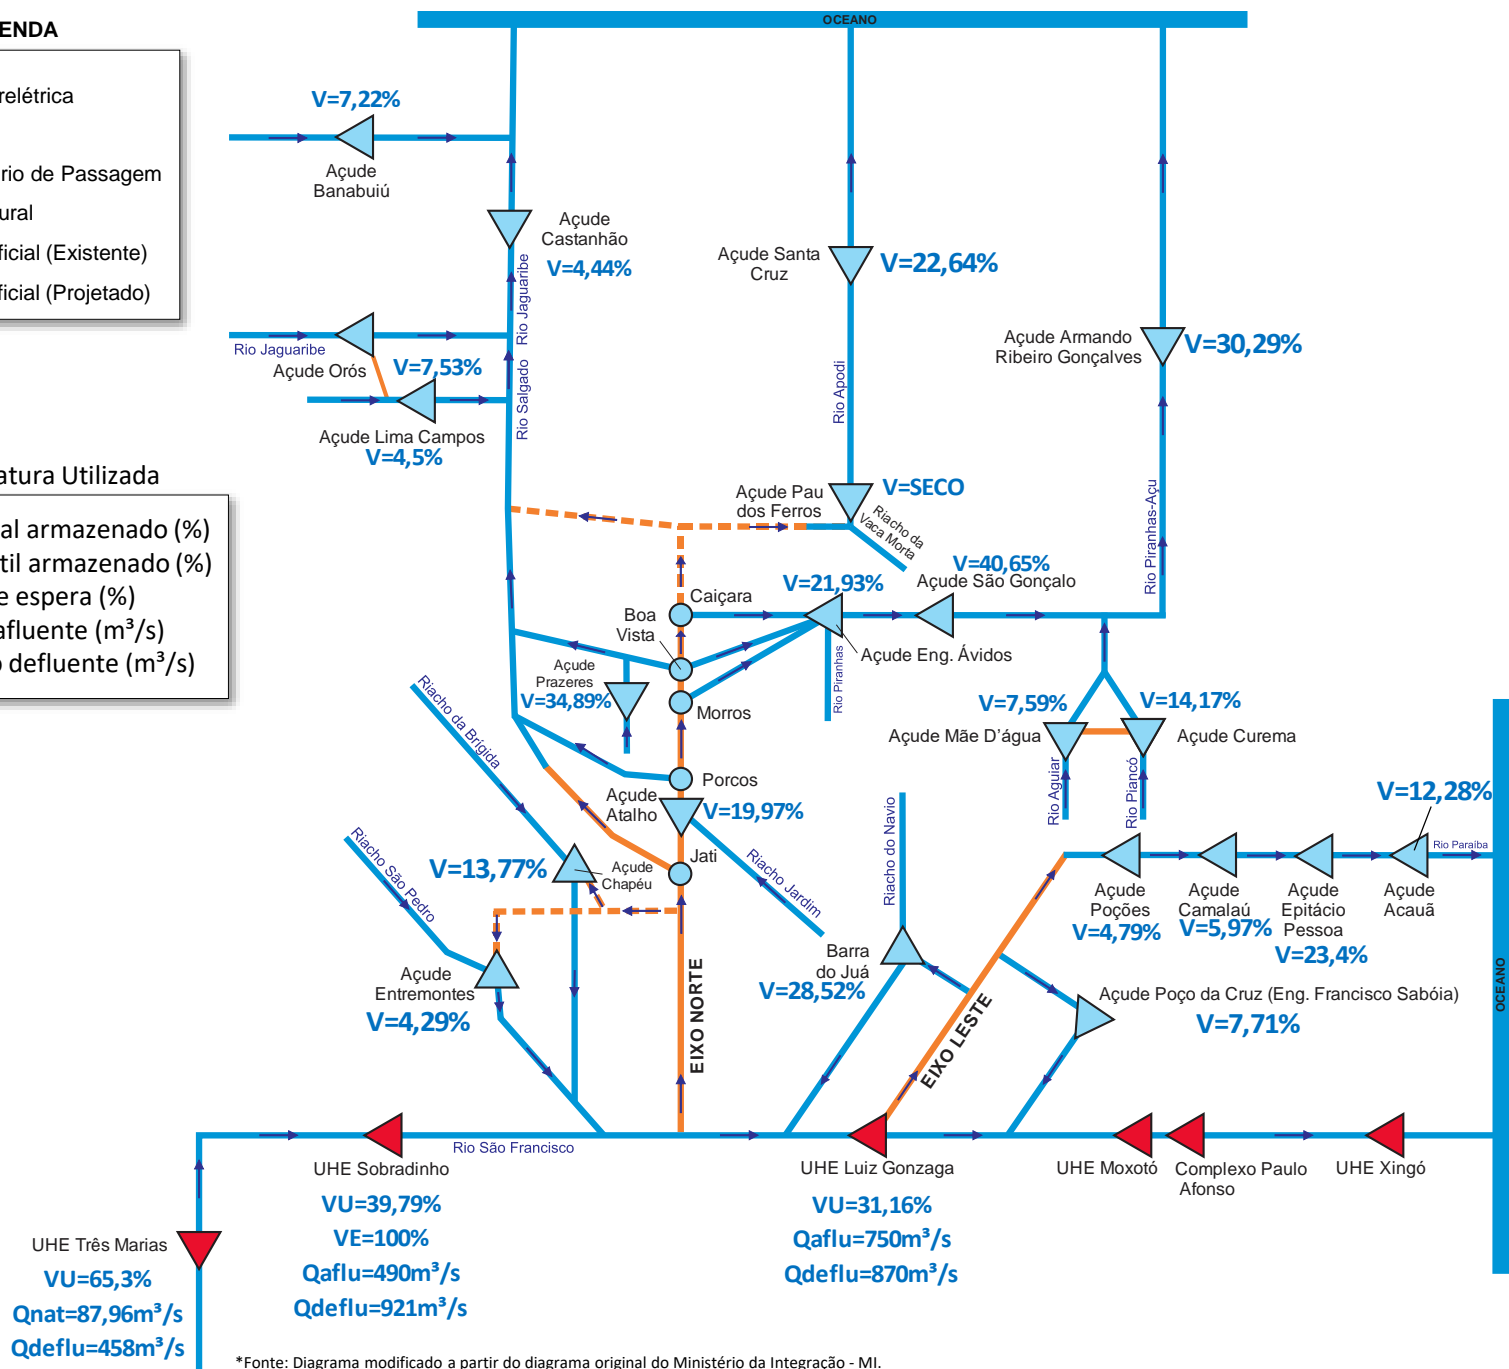 OCEANO
ENDA
relétrica
rio de Passagem
ural
ficial (Existente)
ficial (Projetado)
V=7,22%
Açude
Banabuiú
Açude
Castanhão
V=4,44%
Rio Jaguaribe
Açude Santa
Cruz
V=22,64%
Açude Armando
Ribeiro Gonçalves
V=30,29%
Rio Jaguaribe
Açude Orós
V=7,53%
Rio Salgado
Rio Apodi
Açude Lima Campos
V=4,5%
atura Utilizada
al armazenado (%)
til armazenado (%)
e espera (%)
afluente (m³/s)
o defluente (m³/s)
Açude Pau
dos Ferros
V=SECO
Riacho da
Vaca Morta
Rio Piranhas-Açu
V=40,65%
Açude São Gonçalo
V=21,93%
Caiçara
Boa
Vista
Açude Eng. Ávidos
Rio Piranhas
Açude
Prazeres
V=34,89%
Morros
Riacho da Brígida
V=7,59%
V=14,17%
Açude Mãe D'água
Açude Curema
Rio Aguiar
Rio Piancó
Porcos
Açude
Atalho
V=19,97%
V=12,28%
Riacho do Navio
Rio Paraíba
Riacho São Pedro
V=13,77%
Açude
Chapéu
Jati
Riacho Jardim
Açude
Poções
V=4,79%
Açude
Camalaú
V=5,97%
Açude
Epitácio
Pessoa
V=23,4%
Açude
Acauã
Açude
Entremontes
V=4,29%
EIXO NORTE
Barra
do Juá
V=28,52%
EIXO LESTE
Açude Poço da Cruz (Eng. Francisco Sabóia)
V=7,71%
OCEANO
Rio São Francisco
UHE Sobradinho
VU=39,79%
VE=100%
Qaflu=490m³/s
Qdeflu=921m³/s
UHE Luiz Gonzaga
VU=31,16%
Qaflu=750m³/s
Qdeflu=870m³/s
UHE Moxotó
Complexo Paulo
Afonso
UHE Xingó
UHE Três Marias
VU=65,3%
Qnat=87,96m³/s
Qdeflu=458m³/s
*Fonte: Diagrama modificado a partir do diagrama original do Ministério da Integração - MI.